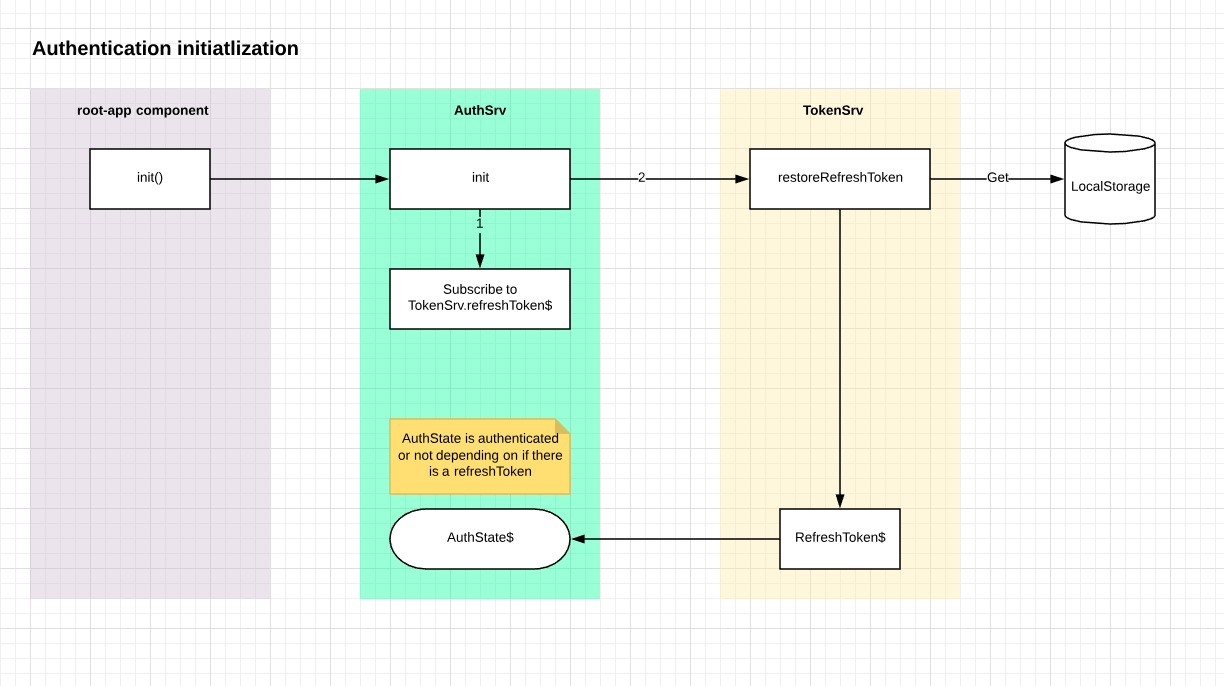 Authentication initiatlization
root-app component
AuthSrv
TokenSrv
init()
init
2
restoreRefreshToken
Get
LocalStorage
1
Subscribe to
TokenSrv.refreshToken$
AuthState is authenticated
or not depending on if there
is a refreshToken
AuthState$
RefreshToken$